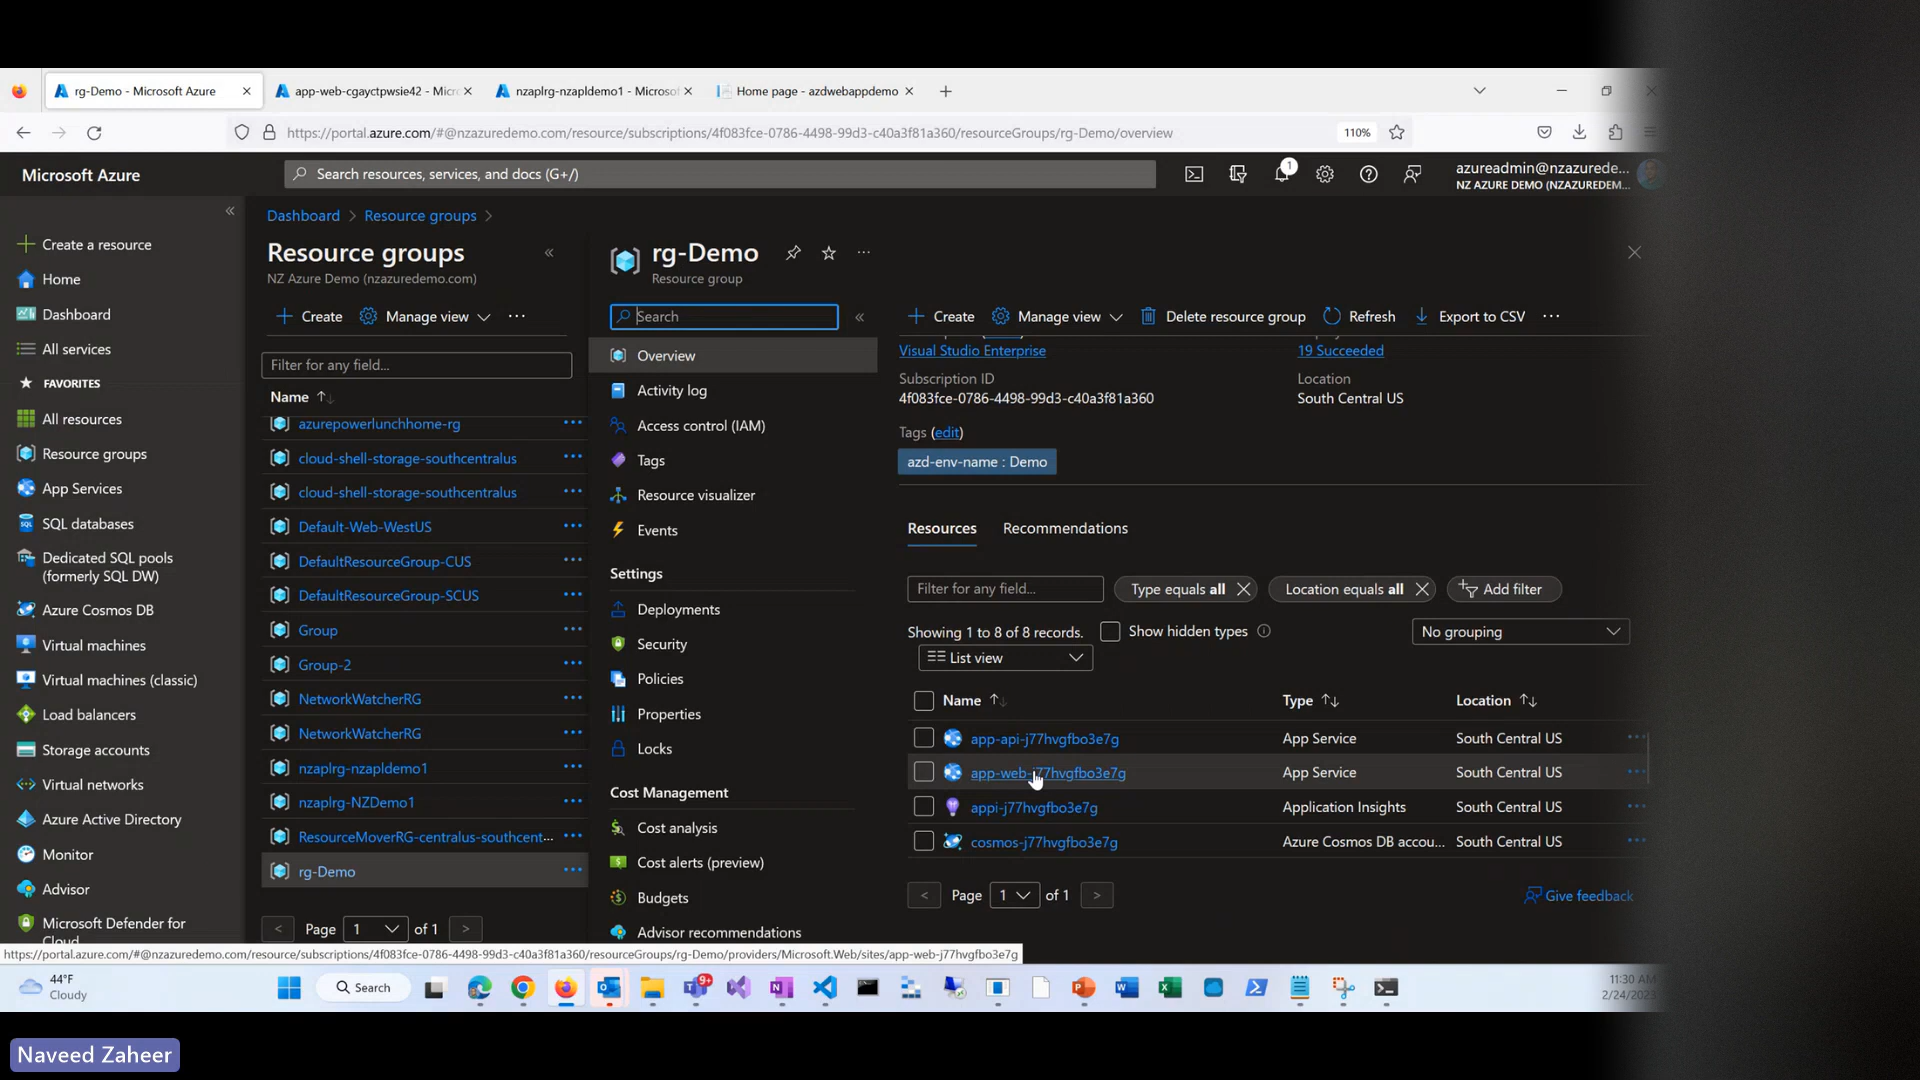 rg-Demo - Microsoft Azure
app-web-cgayctpwsie42 - Micr
nzaplrg-nzapldemo1 - Microsof
Home page - azdwebappdemo
https://portal.azure.com/#@nzazuredemo.com/resource/subscriptions/4f083fce-0786-4498-99d3-c40a3f81a360/resourceGroups/rg-Demo/overview
110%
Microsoft Azure
Search resources, services, and docs (G+/)
1
azureadmin@nzazurede...
NZ AZURE DEMO (NZAZUREDEM...
Create a resource
Home
Dashboard
All services
FAVORITES
All resources
Resource groups
App Services
SQL databases
Dedicated SQL pools
(formerly SQL DW)
Azure Cosmos DB
Virtual machines
Virtual machines (classic)
Load balancers
Storage accounts
Virtual networks
Azure Active Directory
Monitor
Advisor
Microsoft Defender for
Cloud
Dashboard > Resource groups >
Resource groups
NZ Azure Demo (nzazuredemo.com)
Create
Manage view
Filter for any field...
Name
azurepowerlunchhome-rg
cloud-shell-storage-southcentralus
cloud-shell-storage-southcentralus
Default-Web-WestUS
DefaultResourceGroup-CUS
DefaultResourceGroup-SCUS
Group
Group-2
NetworkWatcherRG
NetworkWatcherRG
nzaplrg-nzapldemo1
nzaplrg-NZDemo1
ResourceMoverRG-centralus-southcent...
rg-Demo
< Page 1 of 1 >
rg-Demo
Resource group
Search
Overview
Activity log
Access control (IAM)
Tags
Resource visualizer
Events
Settings
Deployments
Security
Policies
Properties
Locks
Cost Management
Cost analysis
Cost alerts (preview)
Budgets
Advisor recommendations
Create
Manage view
Delete resource group
Refresh
Export to CSV
Visual Studio Enterprise
19 Succeeded
Subscription ID
4f083fce-0786-4498-99d3-c40a3f81a360
Location
South Central US
Tags (edit)
azd-env-name : Demo
Resources
Recommendations
Filter for any field...
Type equals all
Location equals all
Add filter
Showing 1 to 8 of 8 records.
Show hidden types
No grouping
List view
Name
Type
Location
app-api-j77hvgfbo3e7g App Service South Central US
app-web-j77hvgfbo3e7g App Service South Central US
appi-j77hvgfbo3e7g Application Insights South Central US
cosmos-j77hvgfbo3e7g Azure Cosmos DB accou... South Central US
< Page 1 of 1 >
Give feedback
https://portal.azure.com/#@nzazuredemo.com/resource/subscriptions/4f083fce-0786-4498-99d3-c40a3f81a360/resourceGroups/rg-Demo/providers/Microsoft.Web/sites/app-web-j77hvgfbo3e7g
44°F
Cloudy
Search
9+
11:30 AM
Naveed Zaheer